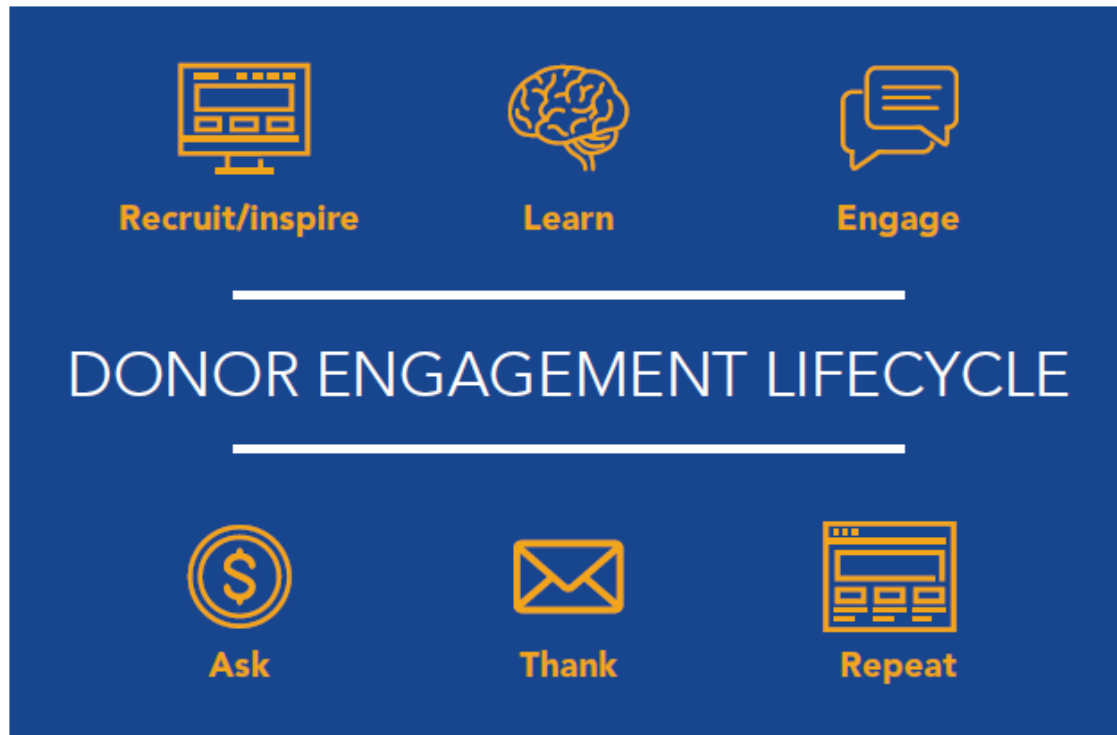 Recruit/inspire Learn Engage
DONOR ENGAGEMENT LIFECYCLE
$
Ask Thank Repeat